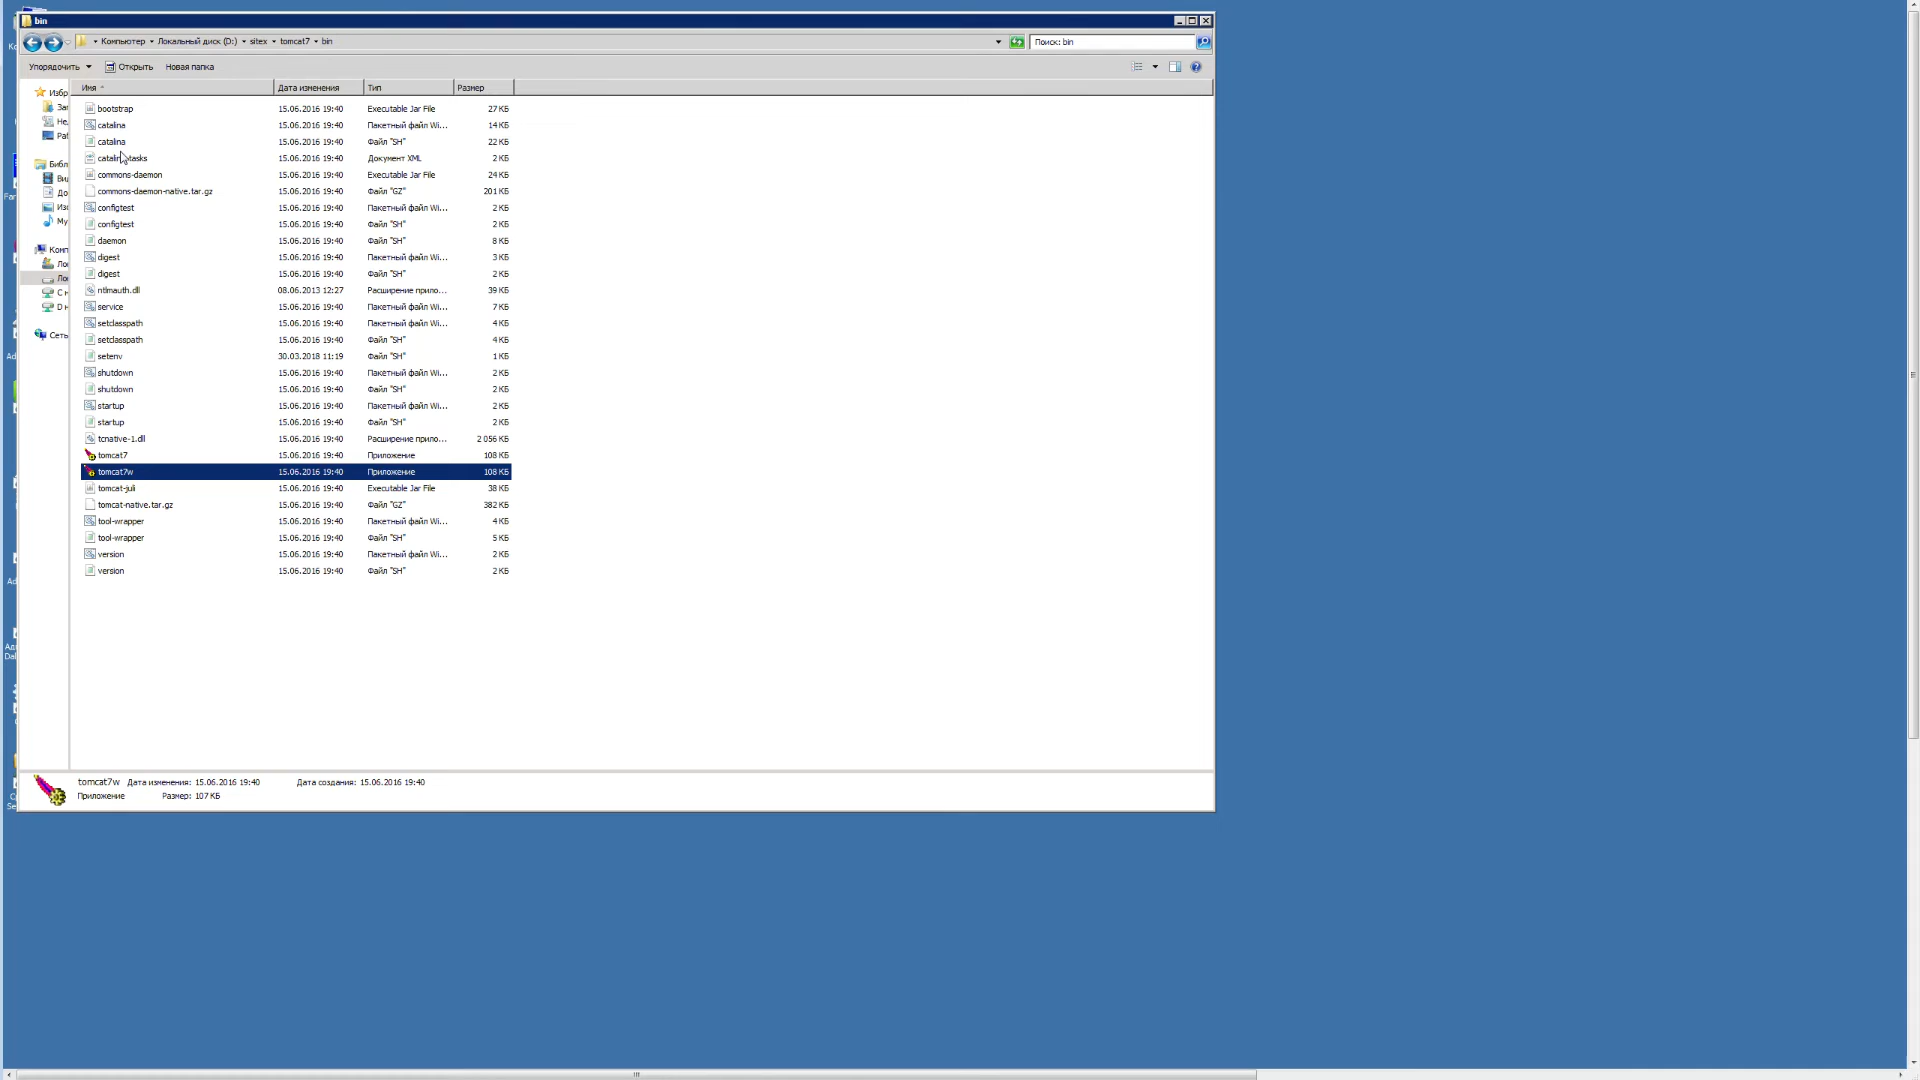 bin
Компьютер Локальный диск (D:) sitex tomcat7 bin
Поиск: bin
Упорядочить Открыть Новая папка
Имя Дата изменения Тип Размер
bootstrap 15.06.2016 19:40 Executable Jar File 27 КБ
catalina 15.06.2016 19:40 Пакетный файл Wi... 14 КБ
catalina 15.06.2016 19:40 Файл "SH" 22 КБ
15.06.2016 19:40 Документ XML 2 КБ
commons-daemon 15.06.2016 19:40 Executable Jar File 24 КБ
commons-daemon-native.tar.gz 15.06.2016 19:40 Файл "GZ" 201 КБ
configtest 15.06.2016 19:40 Пакетный файл Wi... 2 КБ
configtest 15.06.2016 19:40 Файл "SH" 2 КБ
daemon 15.06.2016 19:40 Файл "SH" 8 КБ
digest 15.06.2016 19:40 Пакетный файл Wi... 3 КБ
digest 15.06.2016 19:40 Файл "SH" 2 КБ
ntlmauth.dll 08.06.2013 12:27 Расширение прило... 39 КБ
service 15.06.2016 19:40 Пакетный файл Wi... 7 КБ
setclasspath 15.06.2016 19:40 Пакетный файл Wi... 4 КБ
setclasspath 15.06.2016 19:40 Файл "SH" 4 КБ
setenv 30.03.2018 11:19 Файл "SH" 1 КБ
shutdown 15.06.2016 19:40 Пакетный файл Wi... 2 КБ
shutdown 15.06.2016 19:40 Файл "SH" 2 КБ
startup 15.06.2016 19:40 Пакетный файл Wi... 2 КБ
startup 15.06.2016 19:40 Файл "SH" 2 КБ
tcnative-1.dll 15.06.2016 19:40 Расширение прило... 2 056 КБ
tomcat7 15.06.2016 19:40 Приложение 108 КБ
tomcat7w 15.06.2016 19:40 Приложение 108 КБ
tomcat-juli 15.06.2016 19:40 Executable Jar File 38 КБ
tomcat-native.tar.gz 15.06.2016 19:40 Файл "GZ" 382 КБ
tool-wrapper 15.06.2016 19:40 Пакетный файл Wi... 4 КБ
tool-wrapper 15.06.2016 19:40 Файл "SH" 5 КБ
version 15.06.2016 19:40 Пакетный файл Wi... 2 КБ
version 15.06.2016 19:40 Файл "SH" 2 КБ
Избр
За
Не
Раб
Библ
Ви
До
Из
Му
Комп
Ло
Ло
C н
D н
Сеть
tomcat7w Дата изменения: 15.06.2016 19:40 Дата создания: 15.06.2016 19:40
Приложение Размер: 107 КБ